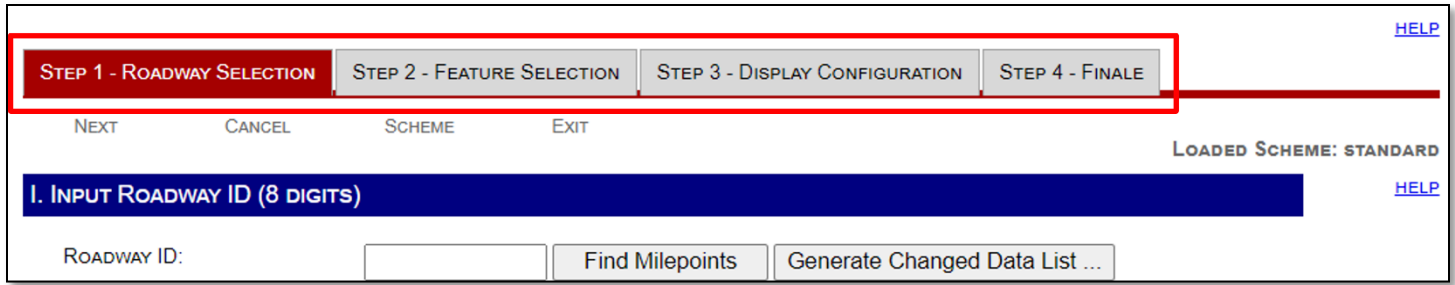 HELP
STEP 1 - ROADWAY SELECTION STEP 2 - FEATURE SELECTION STEP 3 - DISPLAY CONFIGURATION STEP 4 - FINALE
NEXT CANCEL SCHEME EXIT
LOADED SCHEME: STANDARD
I. INPUT ROADWAY ID (8 DIGITS) HELP
ROADWAY ID: Find Milepoints Generate Changed Data List ...